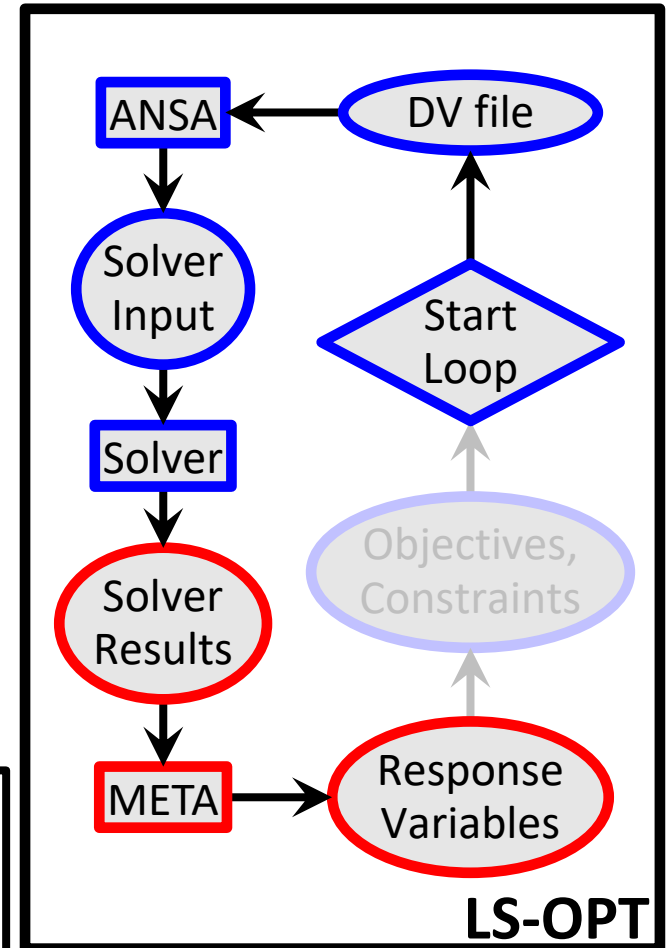 ANSA
DV file
Solver
Input
Start
Loop
Solver
Objectives,
Constraints
Solver
Results
META
Response
Variables
LS-OPT